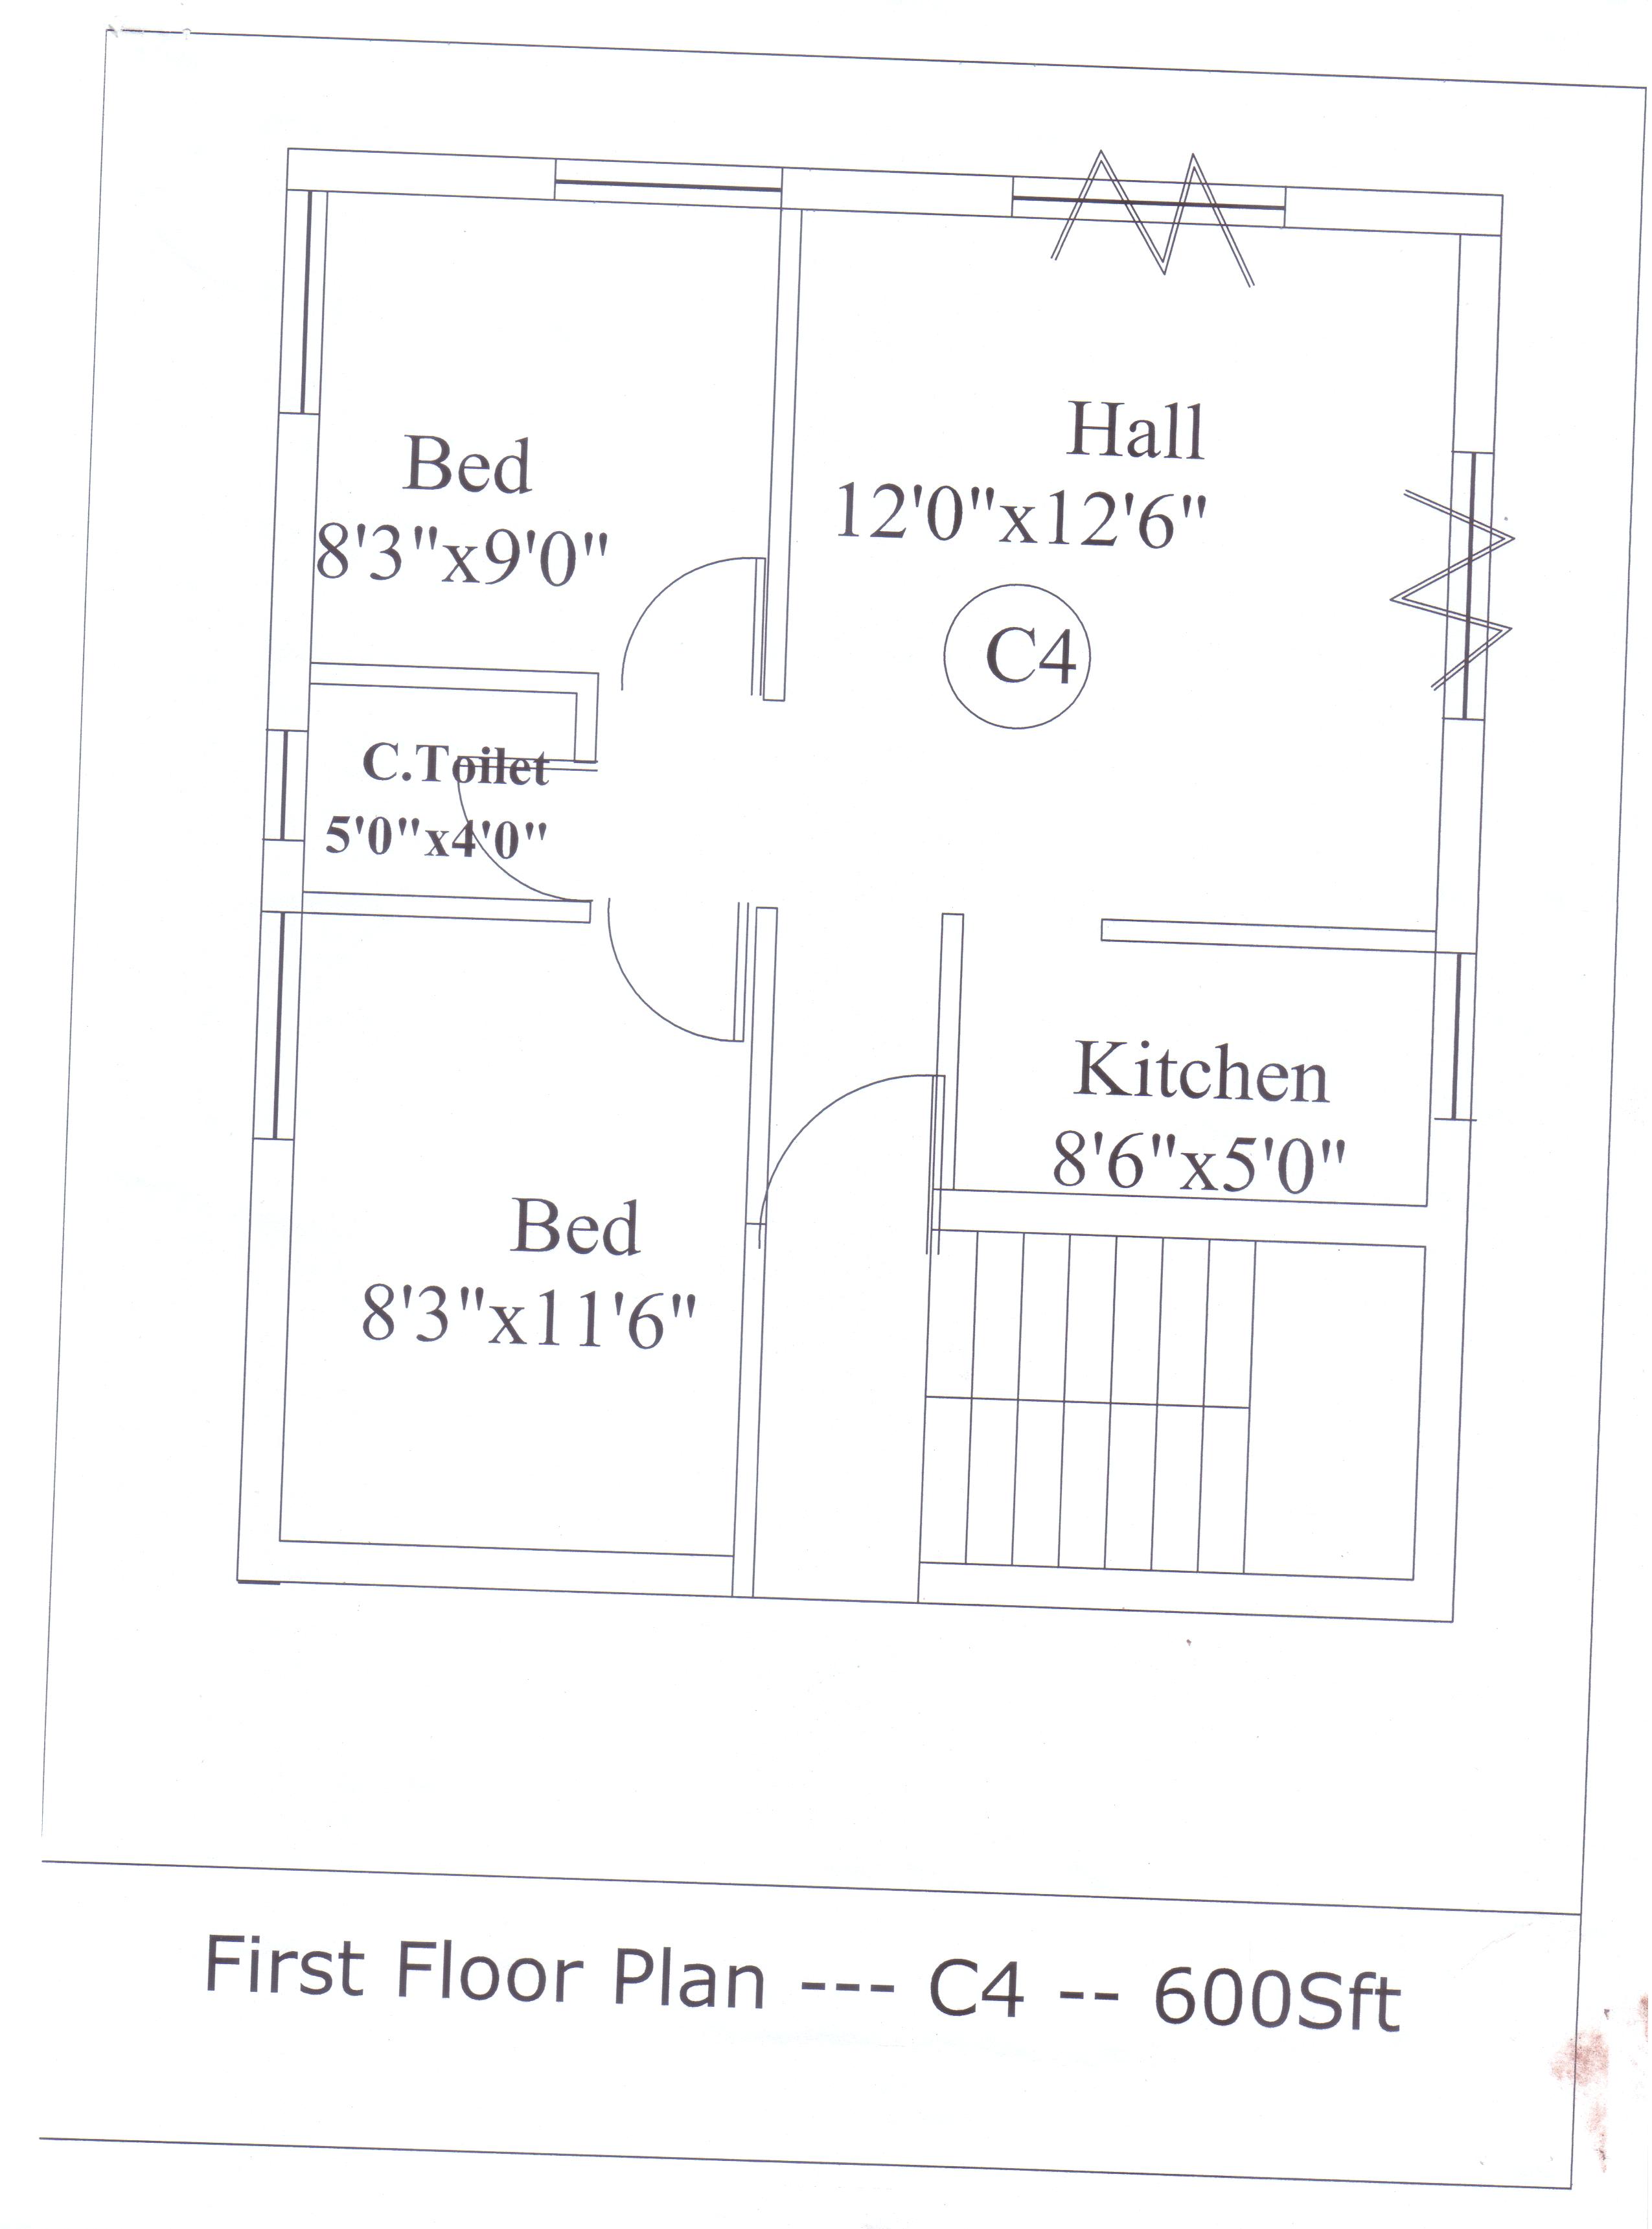 Hall
12'0"x12'6"
Bed
8'3"x9'0"
C4
C.Toilet
5'0"x4'0"
Kitchen
8'6"x5'0"
Bed
8'3"x11'6"
First Floor Plan --- C4 -- 600Sft